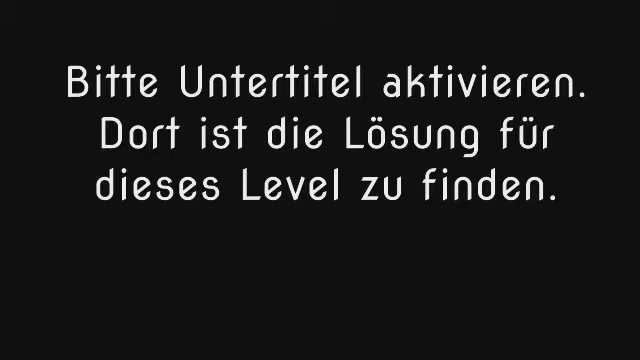 Bitte Untertitel aktivieren.
Dort ist die Lösung für
dieses Level zu finden.